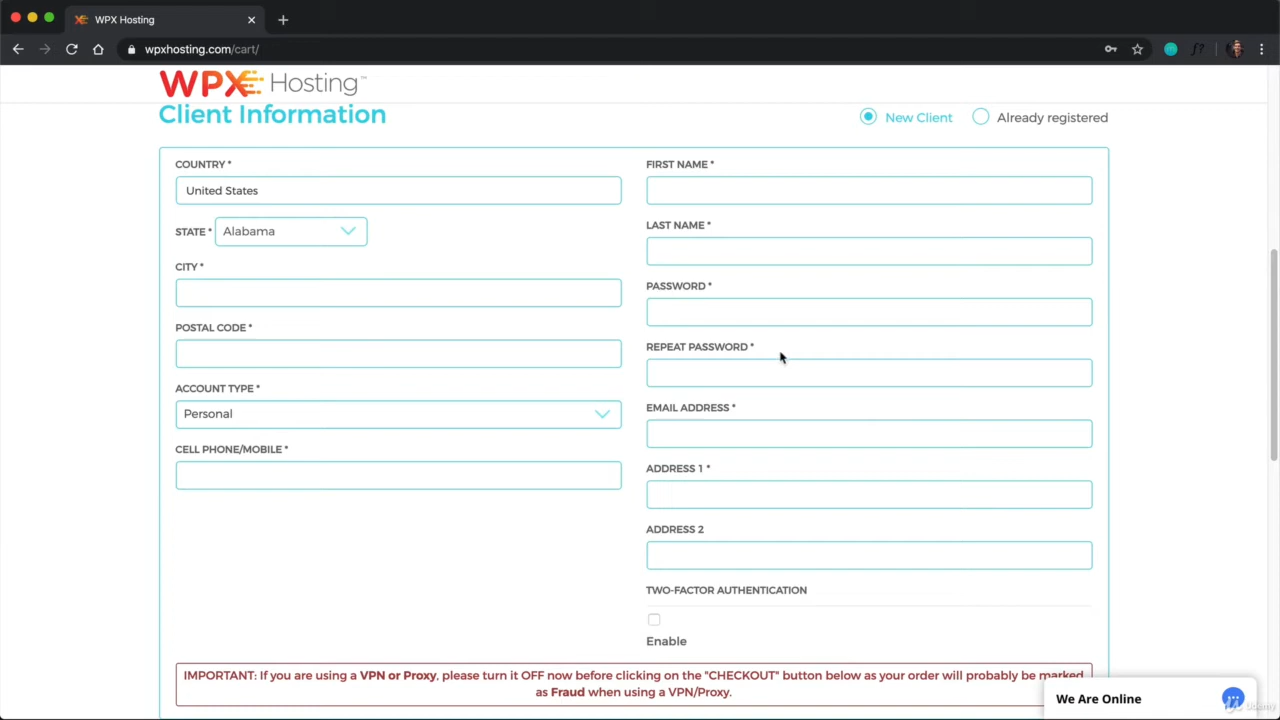 WPX Hosting
wpxhosting.com/cart/
WPX Hosting™
Client Information
New Client
Already registered
COUNTRY *
United States
STATE *
Alabama
CITY *
POSTAL CODE *
ACCOUNT TYPE *
Personal
CELL PHONE/MOBILE *
FIRST NAME *
LAST NAME *
PASSWORD *
REPEAT PASSWORD *
EMAIL ADDRESS *
ADDRESS 1 *
ADDRESS 2
TWO-FACTOR AUTHENTICATION
Enable
IMPORTANT: If you are using a VPN or Proxy, please turn it OFF now before clicking on the "CHECKOUT" button below as your order will probably be marked
as Fraud when using a VPN/Proxy.
We Are Online
Udemy